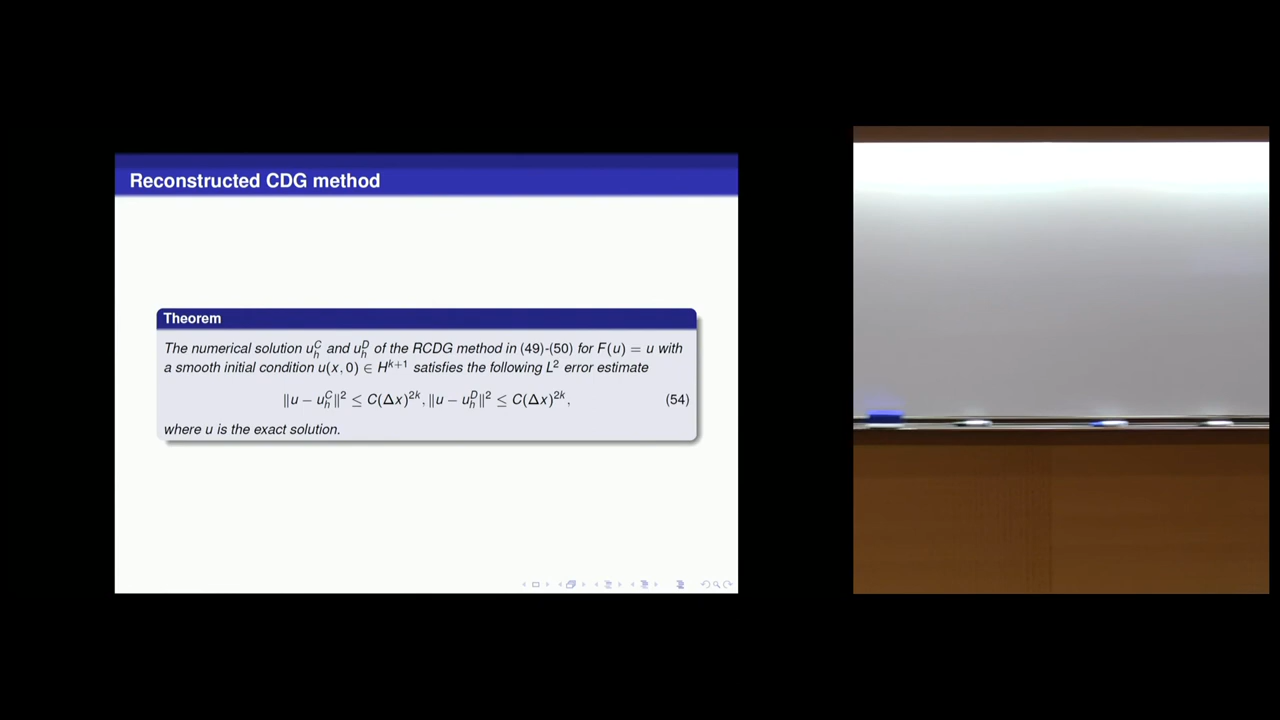 Reconstructed CDG method
Theorem
The numerical solution u_h^C and u_h^D of the RCDG method in (49)-(50) for F(u) = u with
a smooth initial condition u(x, 0) ∈ H^{k+1} satisfies the following L^2 error estimate
‖u − u_h^C‖^2 ≤ C(Δx)^{2k}, ‖u − u_h^D‖^2 ≤ C(Δx)^{2k}, (54)
where u is the exact solution.